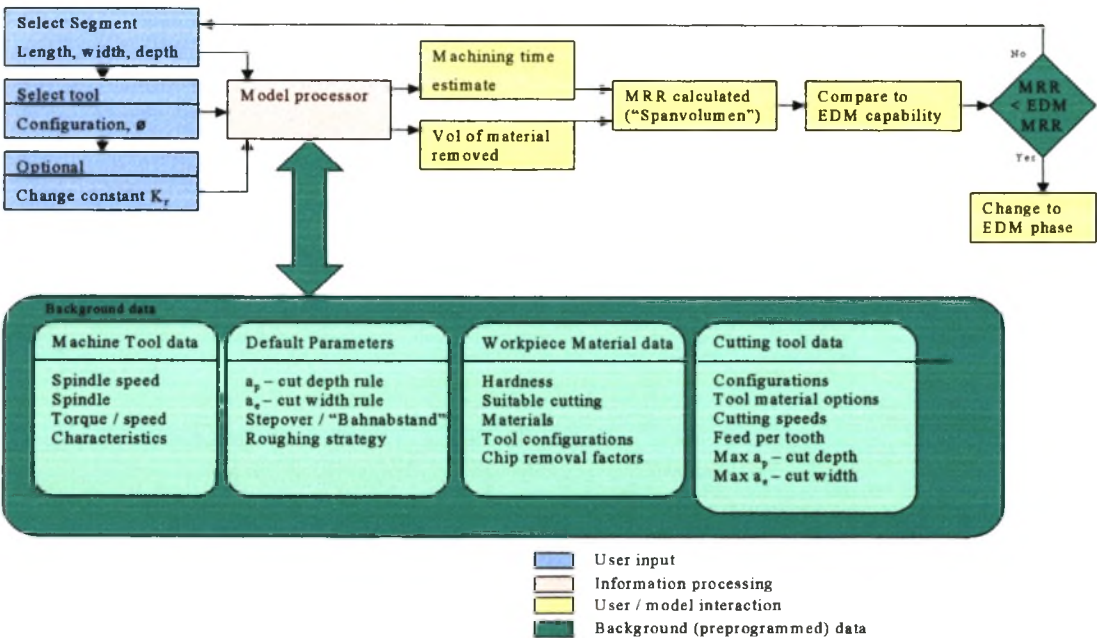 Select Segment
Length, width, depth
Select tool
Configuration, ø
Optional
Change constant Kr
Model processor
Machining time
estimate
Vol of material
removed
MRR calculated
("Spanvolumen")
Compare to
EDM capability
No
MRR
< EDM
MRR
Yes
Change to
EDM phase
Background data
Machine Tool data
Spindle speed
Spindle
Torque / speed
Characteristics
Default Parameters
ap – cut depth rule
ae – cut width rule
Stepover / "Bahnabstand"
Roughing strategy
Workpiece Material data
Hardness
Suitable cutting
Materials
Tool configurations
Chip removal factors
Cutting tool data
Configurations
Tool material options
Cutting speeds
Feed per tooth
Max ap – cut depth
Max ae – cut width
User input
Information processing
User / model interaction
Background (preprogrammed) data